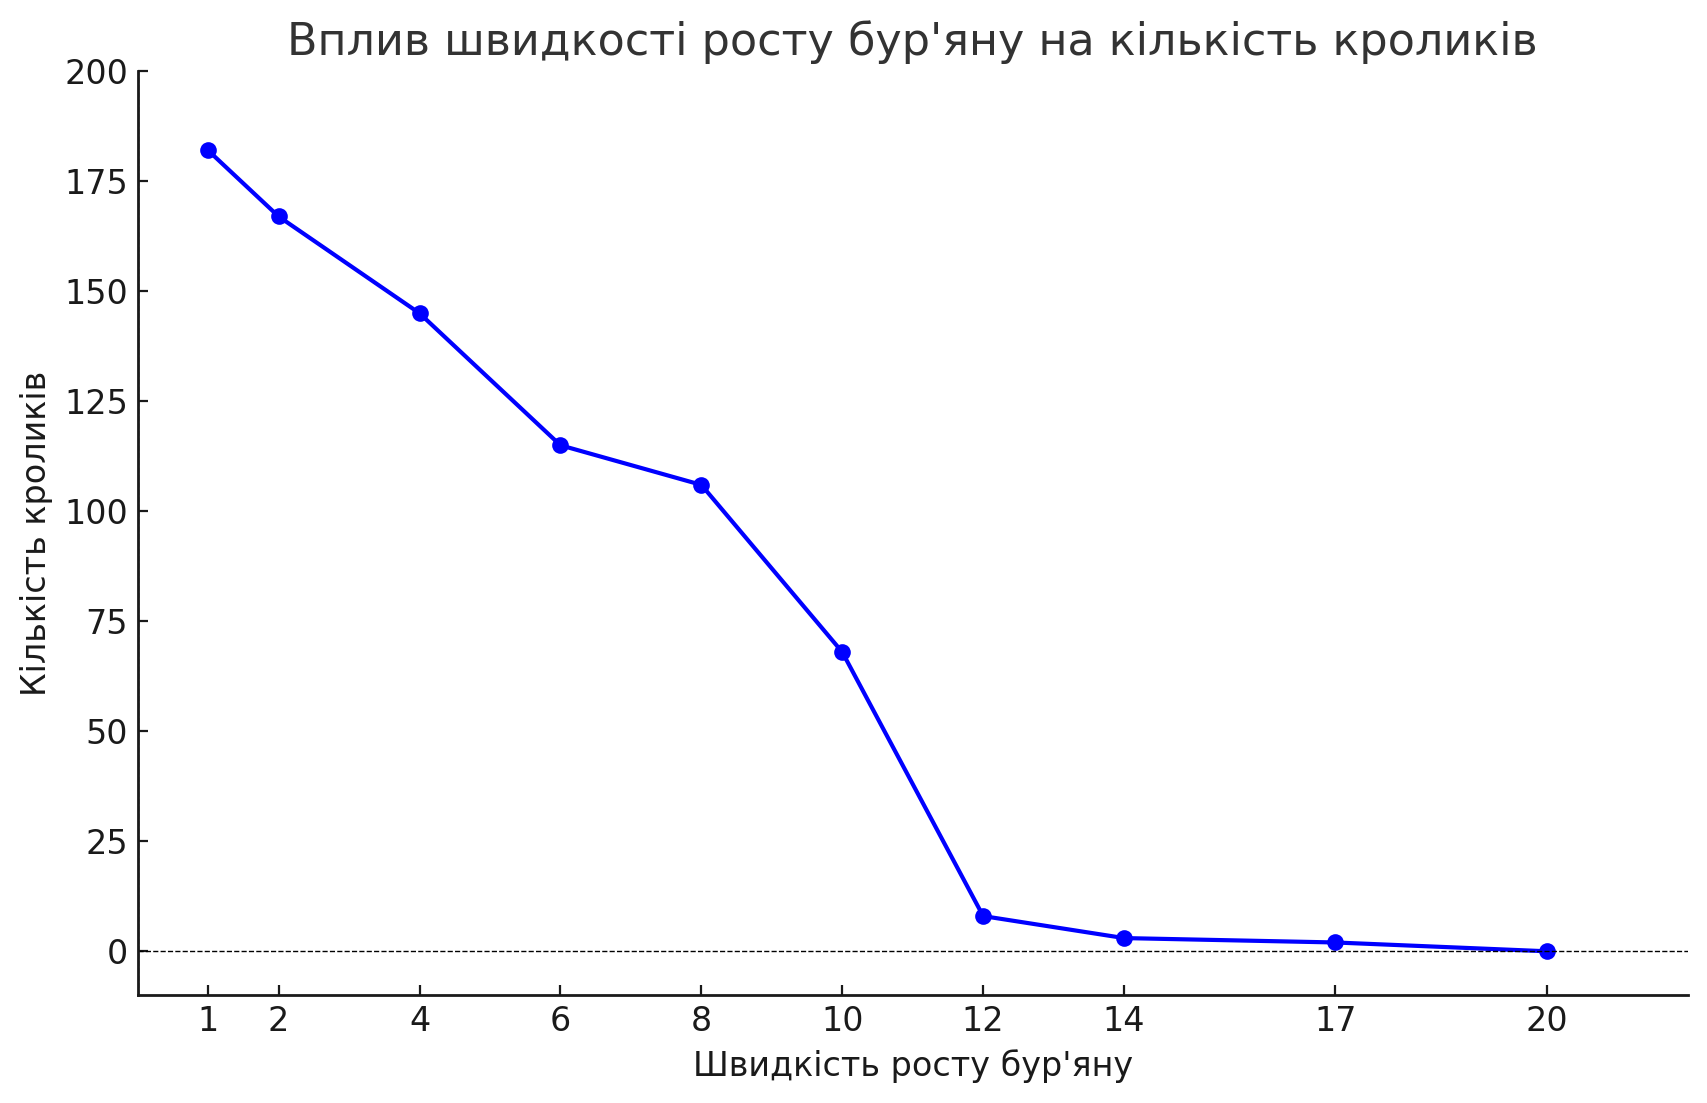 Вплив швидкості росту бур'яну на кількість кроликів
200
175
150
125
100
75
50
25
0
Кількість кроликів
1 2 4 6 8 10 12 14 17 20
Швидкість росту бур'яну